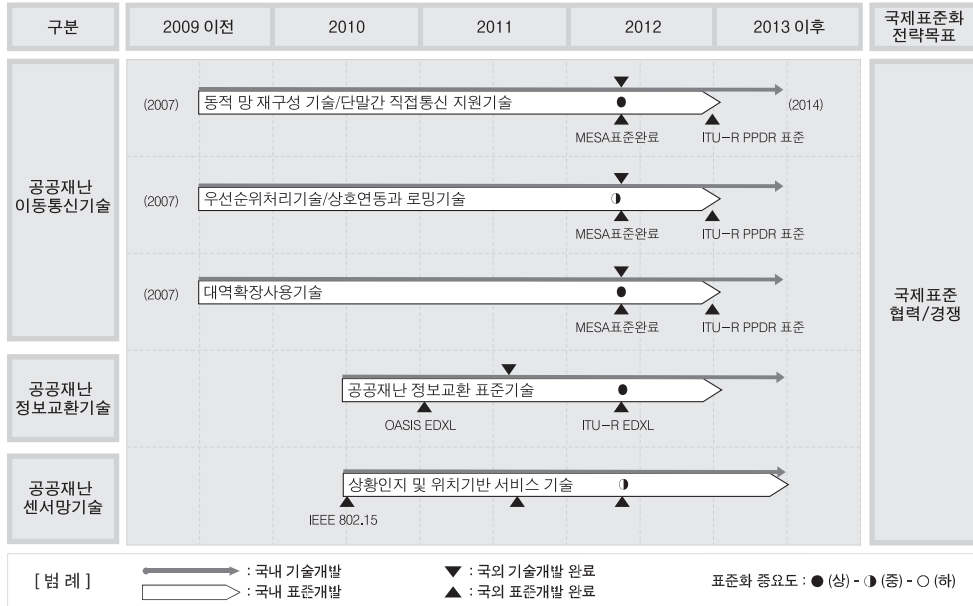 구분
2009 이전
2010
2011
2012
2013 이후
국제표준화
전략목표
공공재난
이동통신기술
(2007)
동적 망 재구성 기술/단말간 직접통신 지원기술
●
(2014)
MESA표준완료
ITU-R PPDR 표준
(2007)
우선순위처리기술/상호연동과 로밍기술
◑
MESA표준완료
ITU-R PPDR 표준
(2007)
대역확장사용기술
●
MESA표준완료
ITU-R PPDR 표준
국제표준
협력/경쟁
공공재난
정보교환기술
공공재난 정보교환 표준기술
●
OASIS EDXL
ITU-R EDXL
공공재난
센서망기술
상황인지 및 위치기반 서비스 기술
◑
IEEE 802.15
[ 범 례 ]
: 국내 기술개발
▼ : 국외 기술개발 완료
: 국내 표준개발
▲ : 국외 표준개발 완료
표준화 중요도 : ● (상) - ◑ (중) - ○ (하)